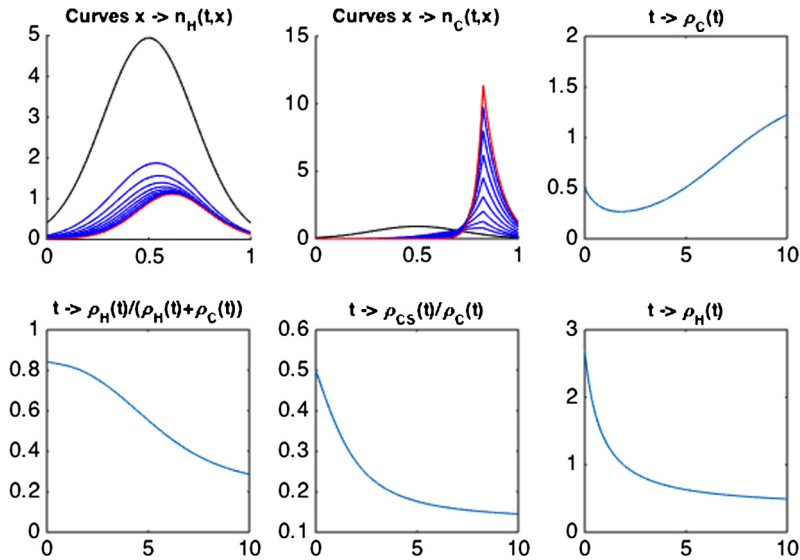 Curves x -> n_H(t,x)
5
4
3
2
1
0
0 0.5 1
Curves x -> n_C(t,x)
15
10
5
0
0 0.5 1
t -> ρ_C(t)
2
1.5
1
0.5
0
0 5 10
t -> ρ_H(t)/(ρ_H(t)+ρ_C(t))
1
0.8
0.6
0.4
0.2
0
0 5 10
t -> ρ_CS(t)/ρ_C(t)
0.6
0.5
0.4
0.3
0.2
0.1
0 5 10
t -> ρ_H(t)
3
2
1
0
0 5 10